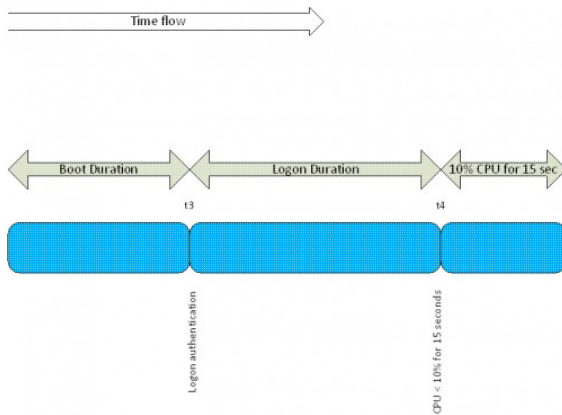 Time flow
Boot Duration
Logon Duration
10% CPU for 15 sec
t3
t4
Logon authentication
CPU < 10% for 15 seconds